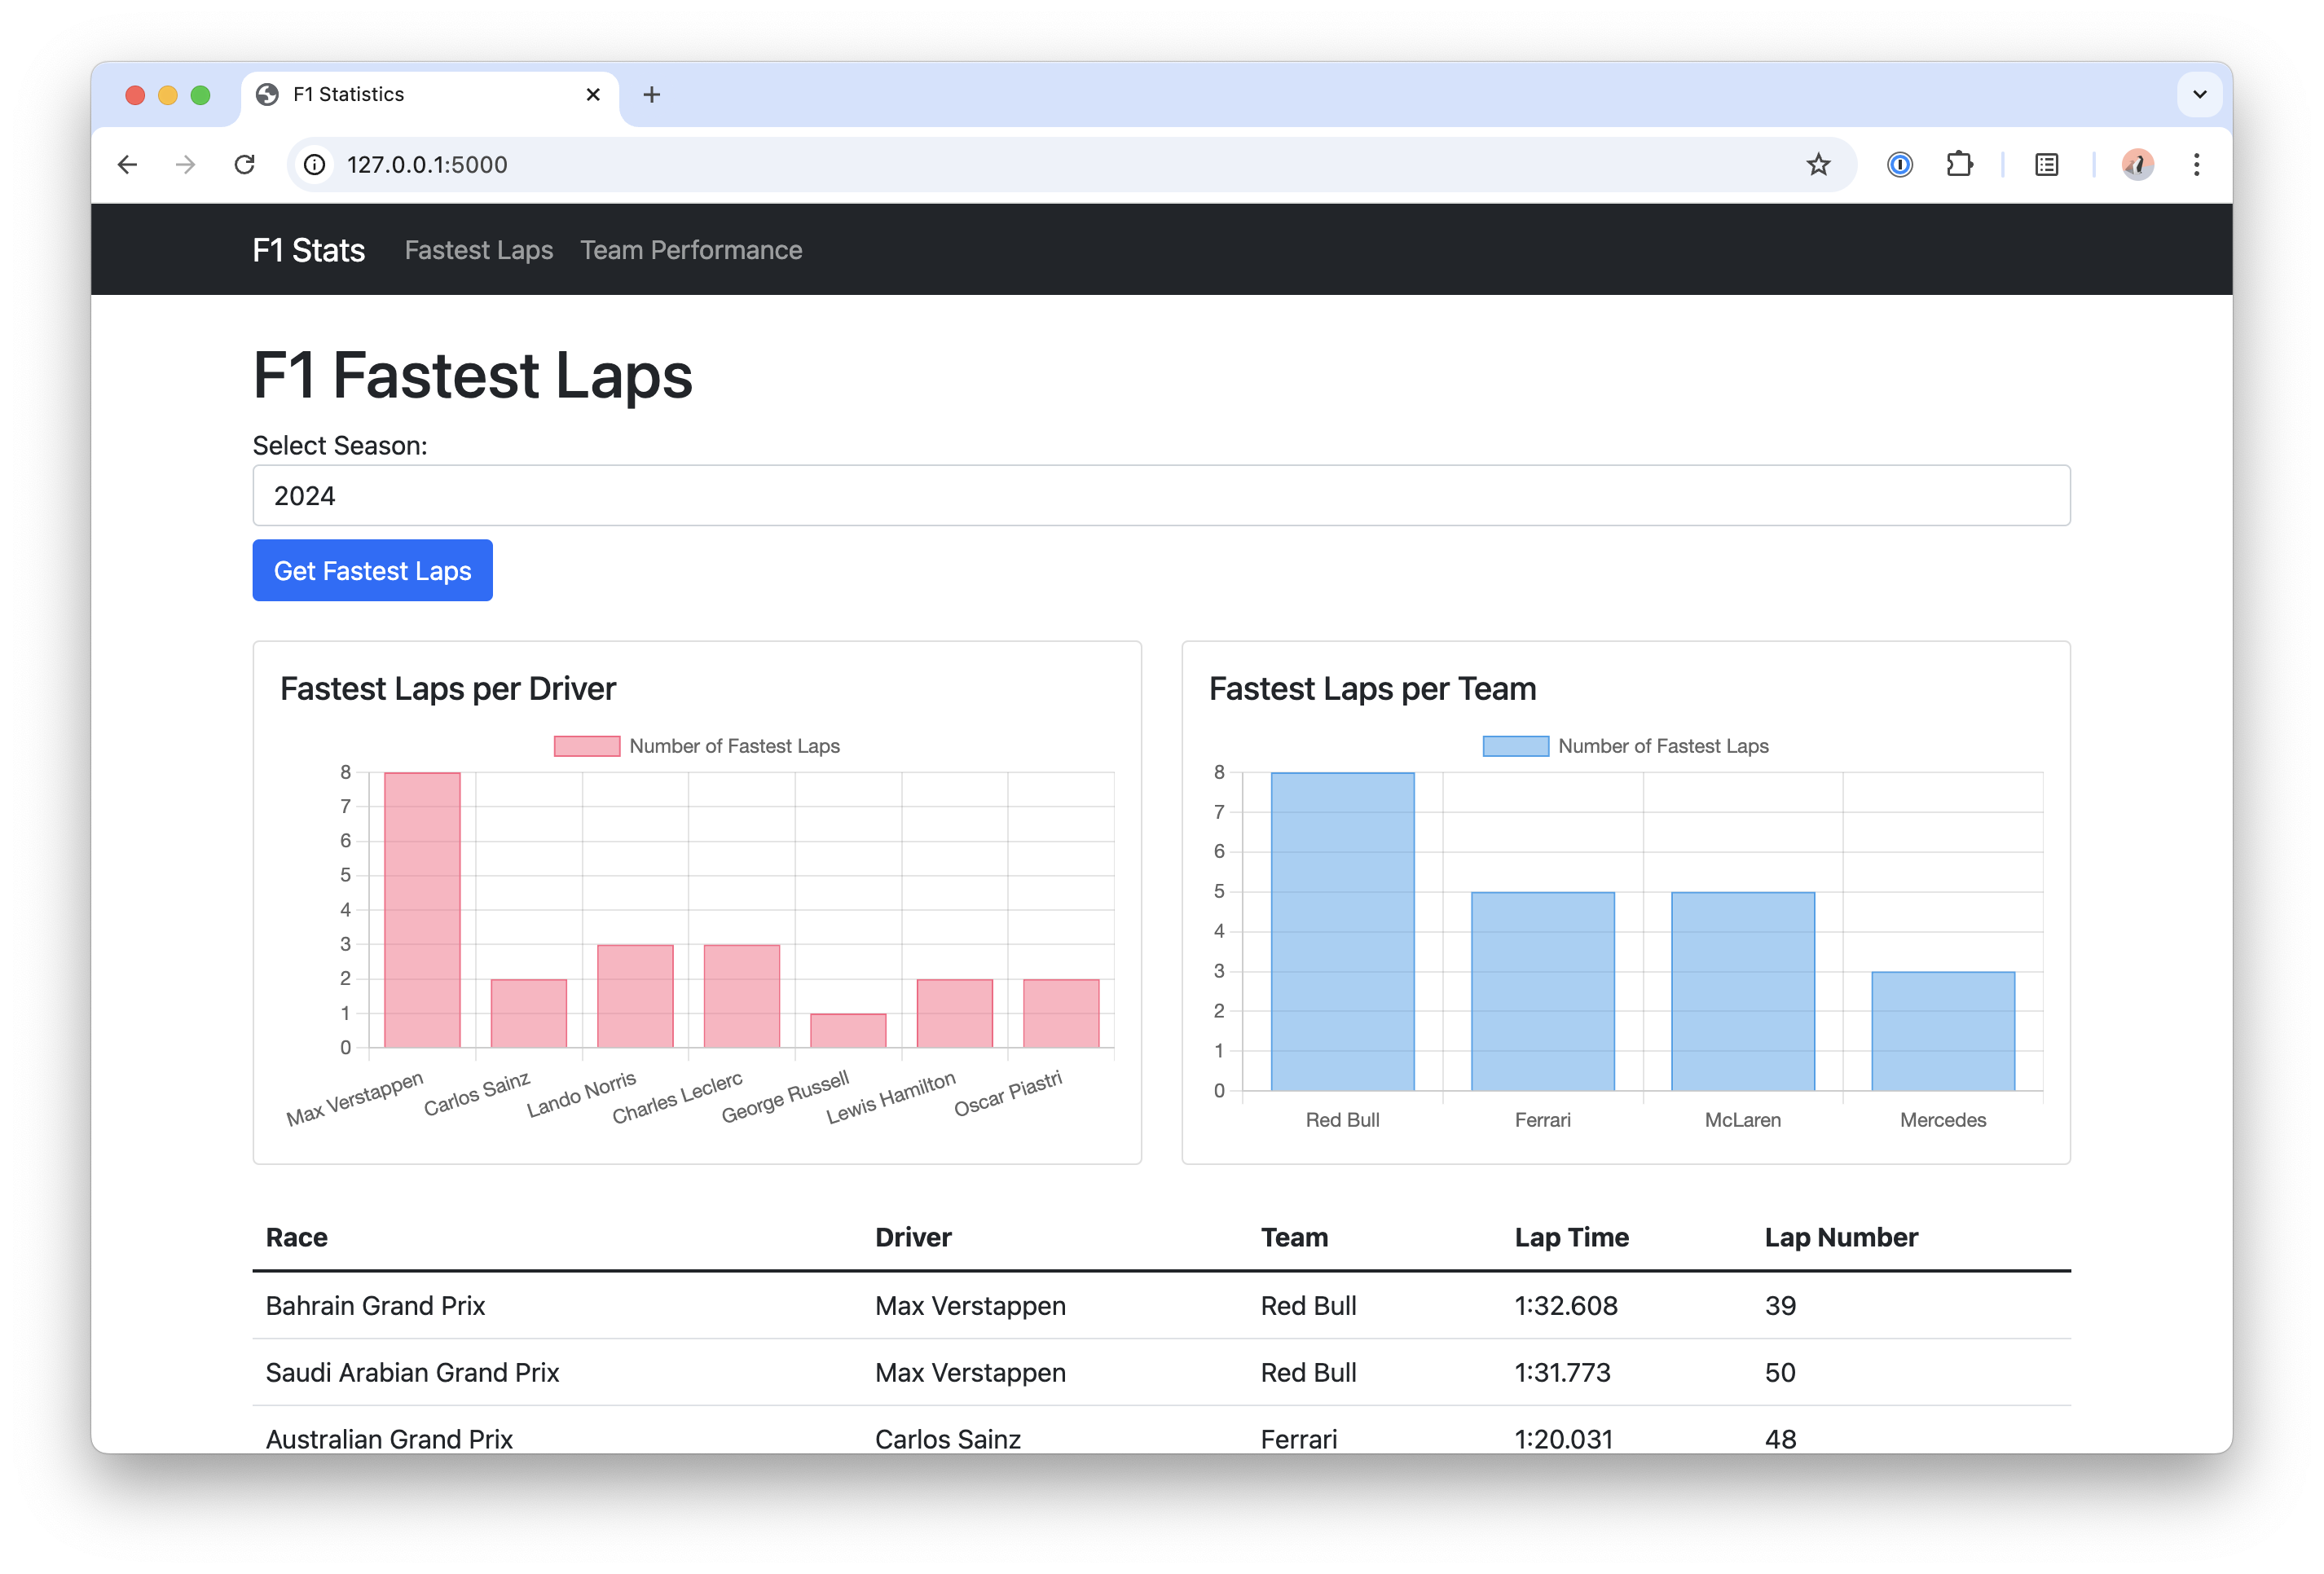 F1 Statistics
127.0.0.1:5000
F1 Stats Fastest Laps Team Performance
F1 Fastest Laps
Select Season:
2024
Get Fastest Laps
Fastest Laps per Driver
Number of Fastest Laps
8
7
6
5
4
3
2
1
0
Max Verstappen Carlos Sainz Lando Norris Charles Leclerc George Russell Lewis Hamilton Oscar Piastri
Fastest Laps per Team
Number of Fastest Laps
8
7
6
5
4
3
2
1
0
Red Bull Ferrari McLaren Mercedes
Race Driver Team Lap Time Lap Number
Bahrain Grand Prix Max Verstappen Red Bull 1:32.608 39
Saudi Arabian Grand Prix Max Verstappen Red Bull 1:31.773 50
Australian Grand Prix Carlos Sainz Ferrari 1:20.031 48